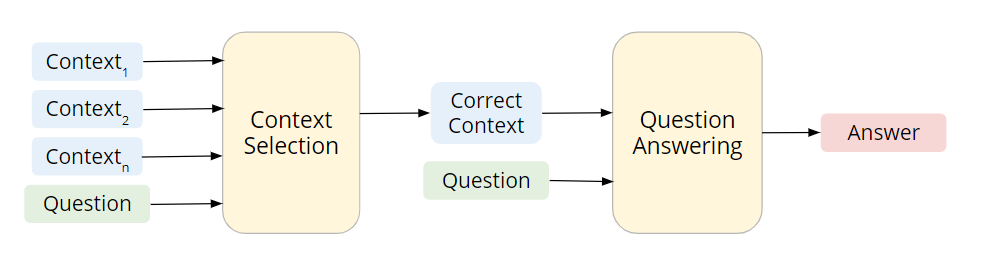 Context1
Context2
Contextn
Question
Context
Selection
Correct
Context
Question
Question
Answering
Answer